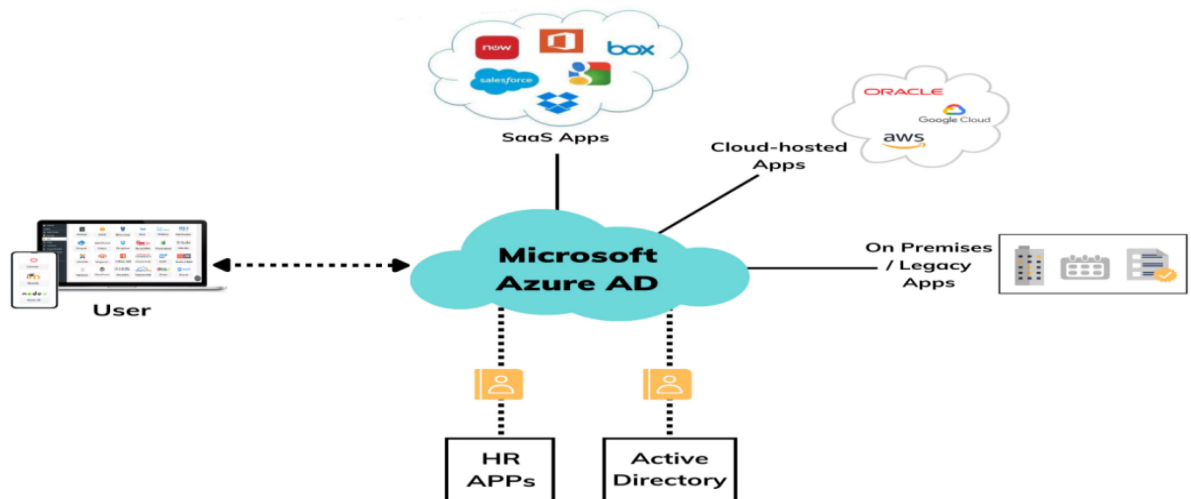 now
box
salesforce
SaaS Apps
ORACLE
Google Cloud
aws
Cloud-hosted
Apps
Microsoft
Azure AD
On Premises
/ Legacy
Apps
User
HR
APPs
Active
Directory